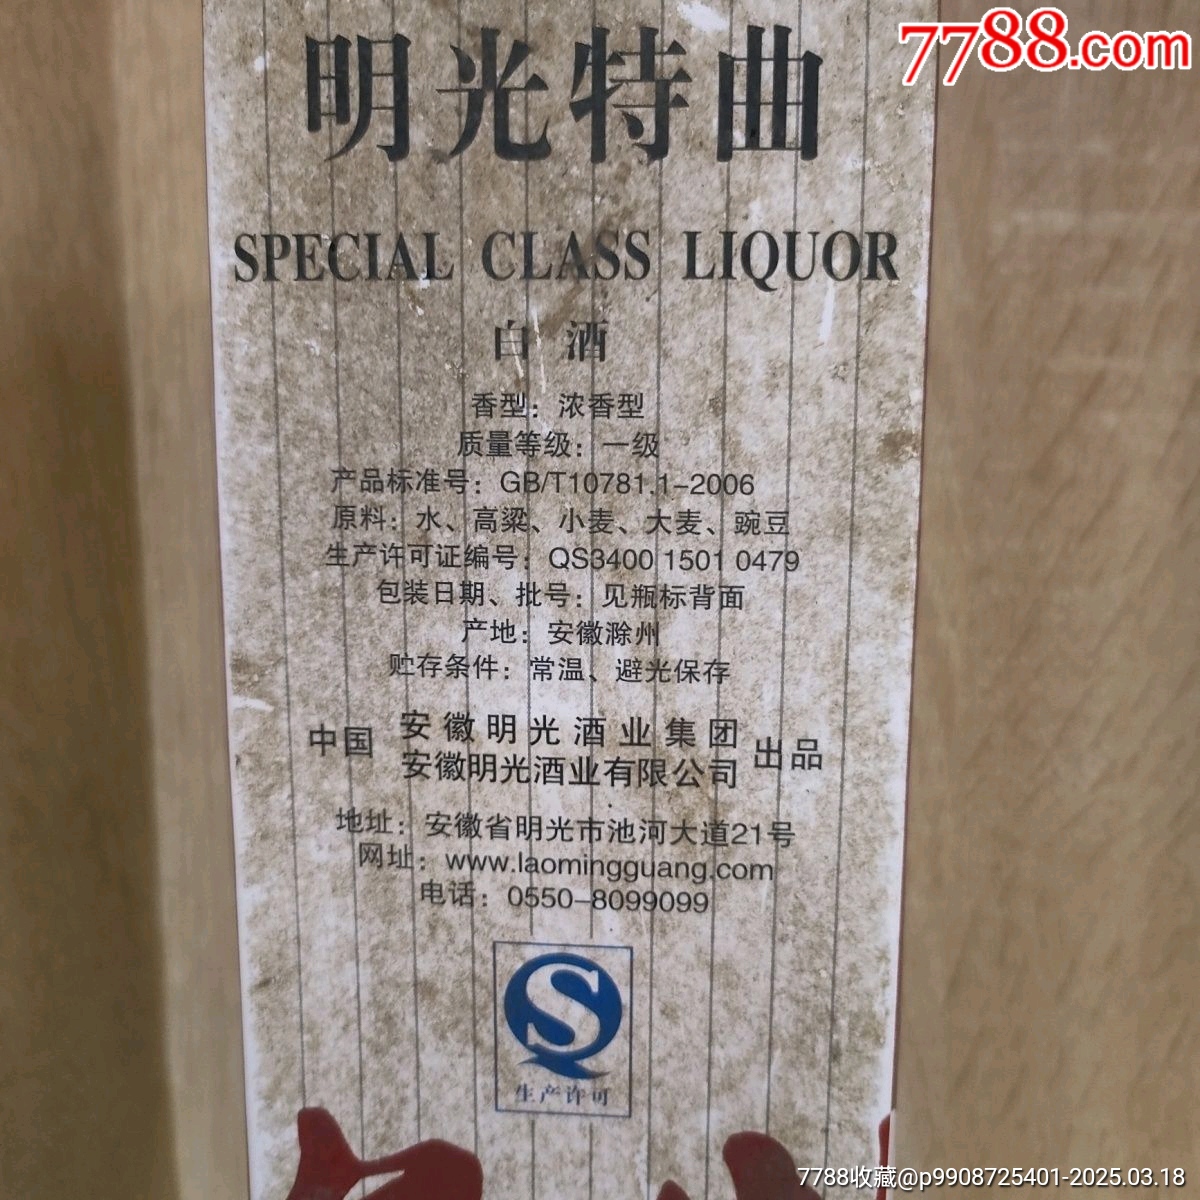 7788.com
明光特曲
SPECIAL CLASS LIQUOR
白酒
香型：浓香型
质量等级：一级
产品标准号：GB/T10781.1-2006
原料：水、高粱、小麦、大麦、豌豆
生产许可证编号：QS3400 1501 0479
包装日期、批号：见瓶标背面
产地：安徽滁州
贮存条件：常温、避光保存
中国 安徽明光酒业集团 出品
安徽明光酒业有限公司
地址：安徽省明光市池河大道21号
网址：www.laomingguang.com
电话：0550-8099099
QS
生产许可
7788收藏@p9908725401-2025.03.18